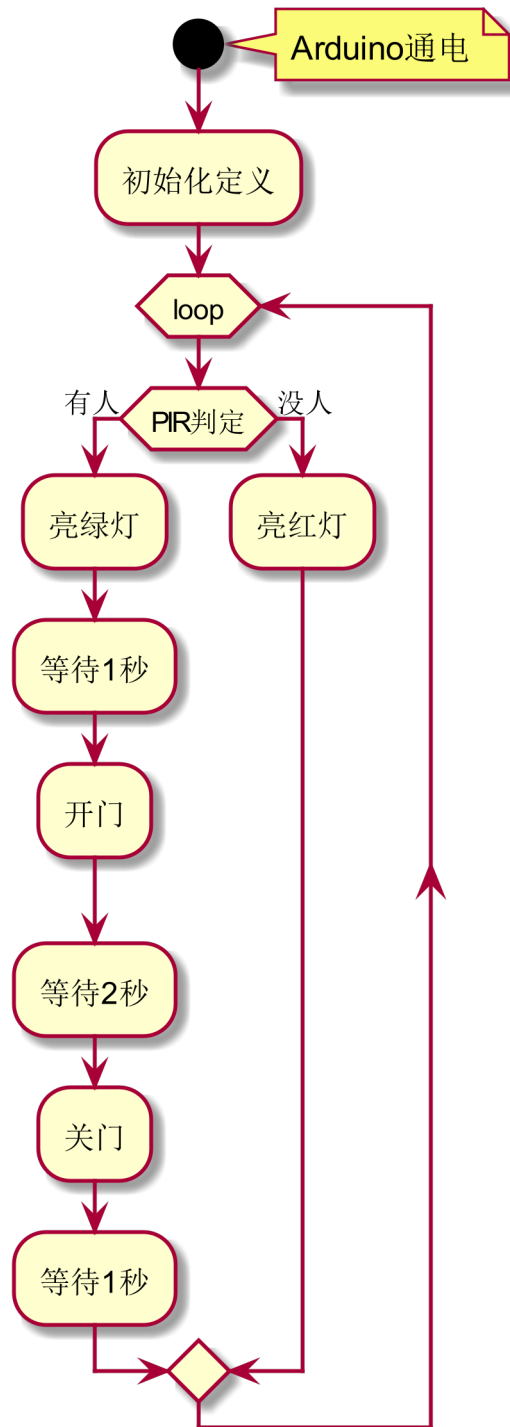 Arduino通电
初始化定义
loop
有人
PIR判定
没人
亮绿灯
亮红灯
等待1秒
开门
等待2秒
关门
等待1秒